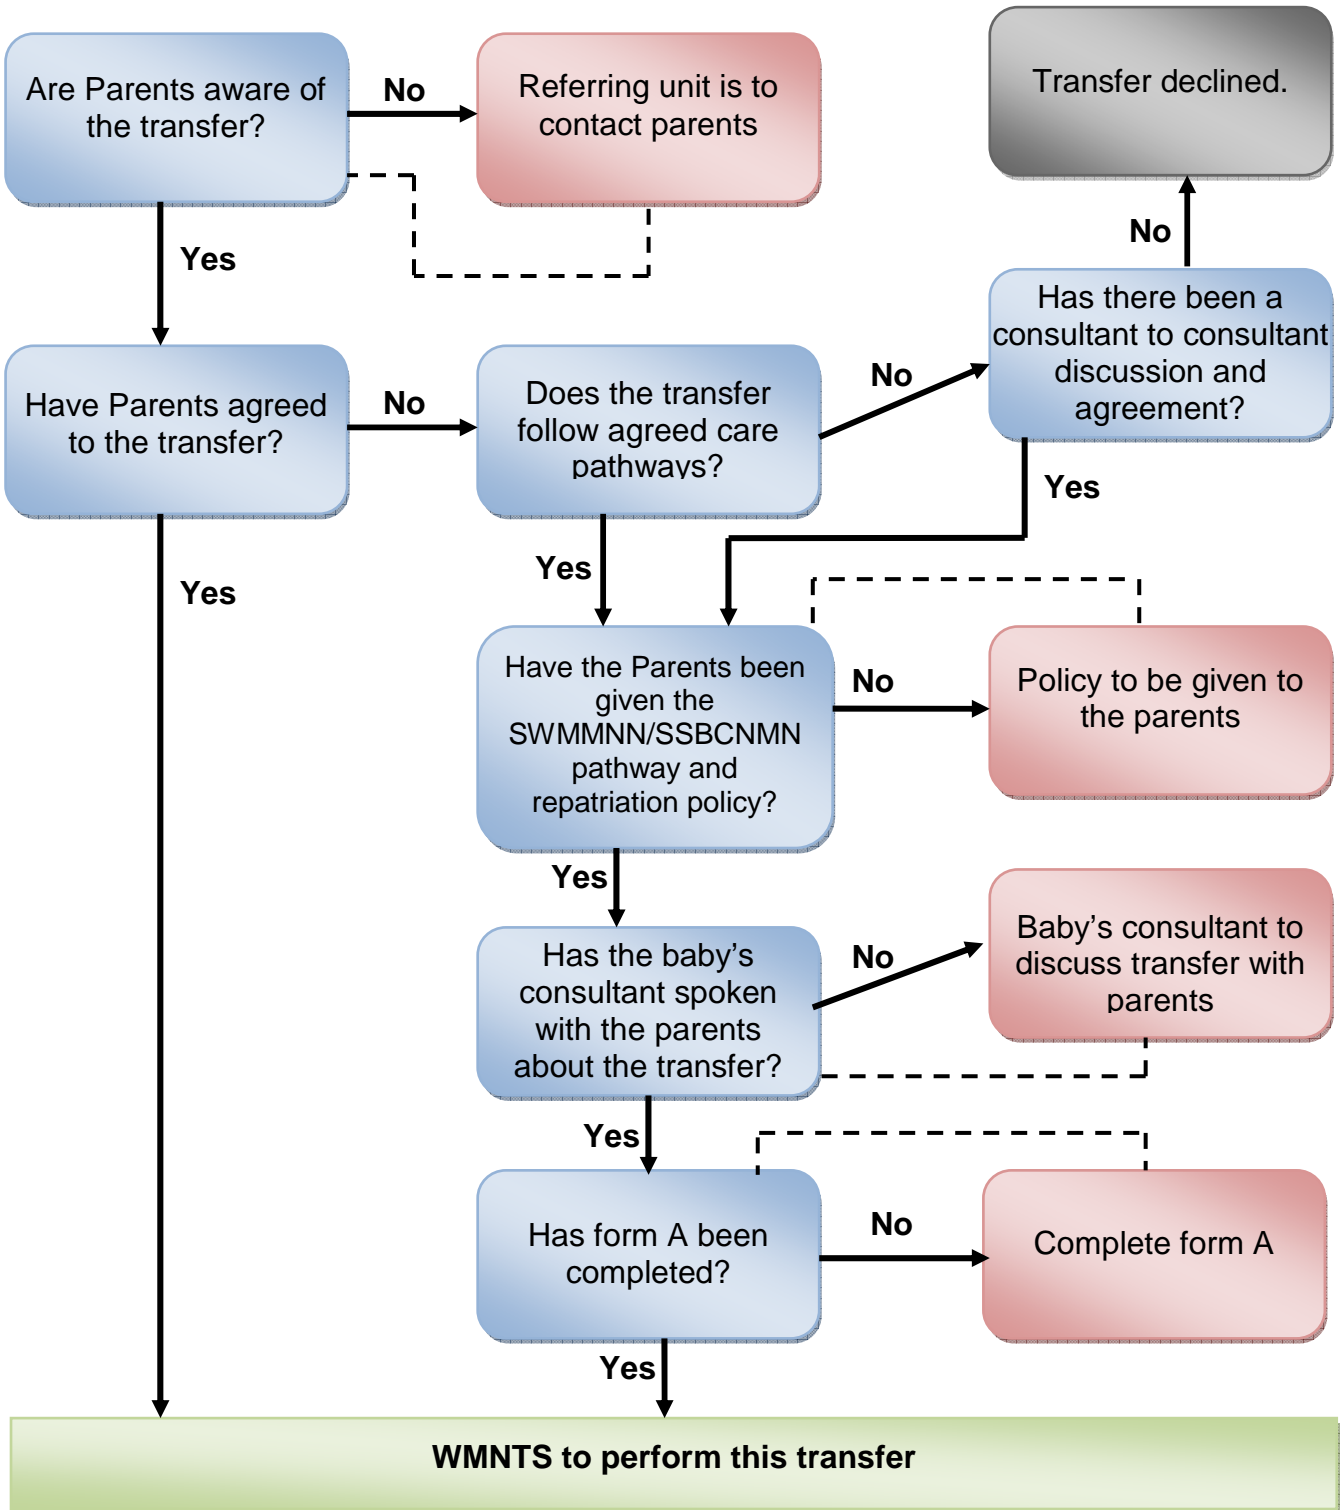 Are Parents aware of
the transfer?
No
Referring unit is to
contact parents
Transfer declined.
No
Yes
Has there been a
consultant to consultant
discussion and
agreement?
Have Parents agreed
to the transfer?
No
Does the transfer
follow agreed care
pathways?
No
Yes
Yes
Yes
Have the Parents been
given the
SWMMNN/SSBCNMN
pathway and
repatriation policy?
No
Policy to be given to
the parents
Yes
Has the baby's
consultant spoken
with the parents
about the transfer?
No
Baby's consultant to
discuss transfer with
parents
Yes
Has form A been
completed?
No
Complete form A
Yes
WMNTS to perform this transfer